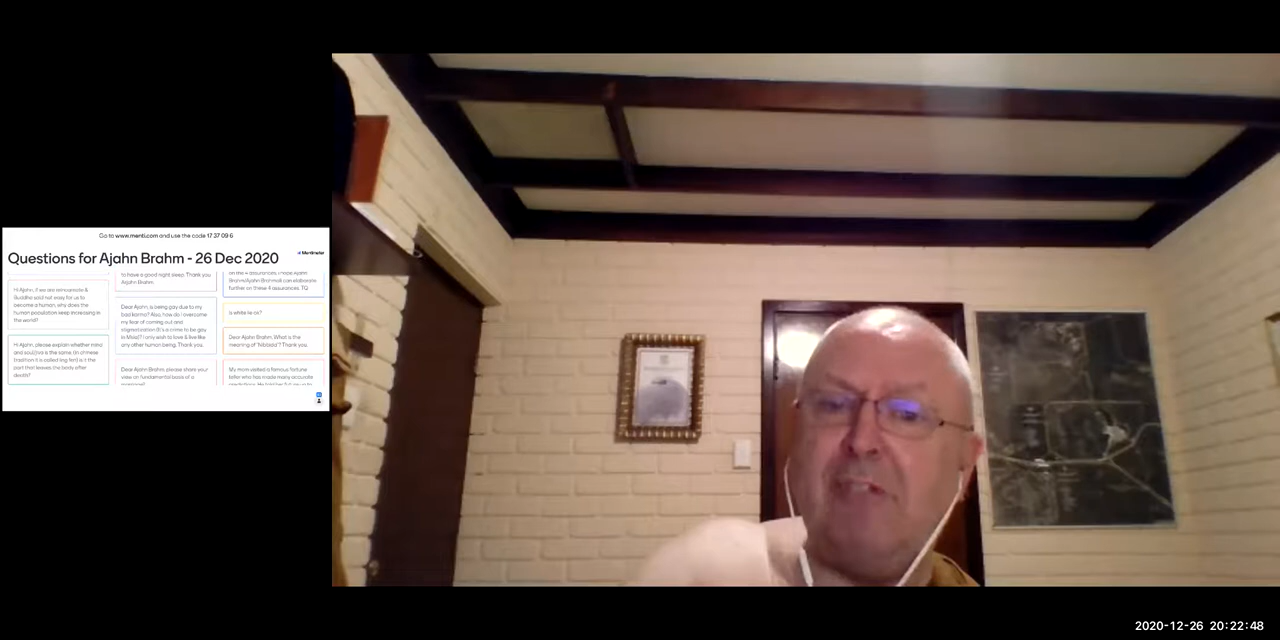 Go to www.menti.com and use the code 17 37 09 6
Questions for Ajahn Brahm - 26 Dec 2020
Mentimeter
Hi Ajahn, if we are reincarnate &
Buddha said not easy for us to
become a human, why does the
human population keep increasing in
the world?
Hi Ajahn, please explain whether mind
and soul is the same (in chinese
tradition it is called ling hun) is it the
part that leaves the body after
death?
to have a good night sleep. Thank you
Ajahn Brahm.
Dear Ajahn, is being gay due to my
bad karma? Also, how do I overcome
my fear of coming out and
stigmatization (it's a crime to be gay
in Msia)? I only wish to love & live like
any other human being. Thank you.
Dear Ajahn Brahm, please share your
view on fundamental basis of a
on the 4 assurances.
Brahm/Ajahn Brahmali can elaborate
further on these 4 assurances. TQ
Is white lie ok?
Dear Ajahn Brahm. What is the
meaning of 'Nibbida'? Thank you.
My mom visited a famous fortune
teller who has made many accurate
2020-12-26 20:22:48